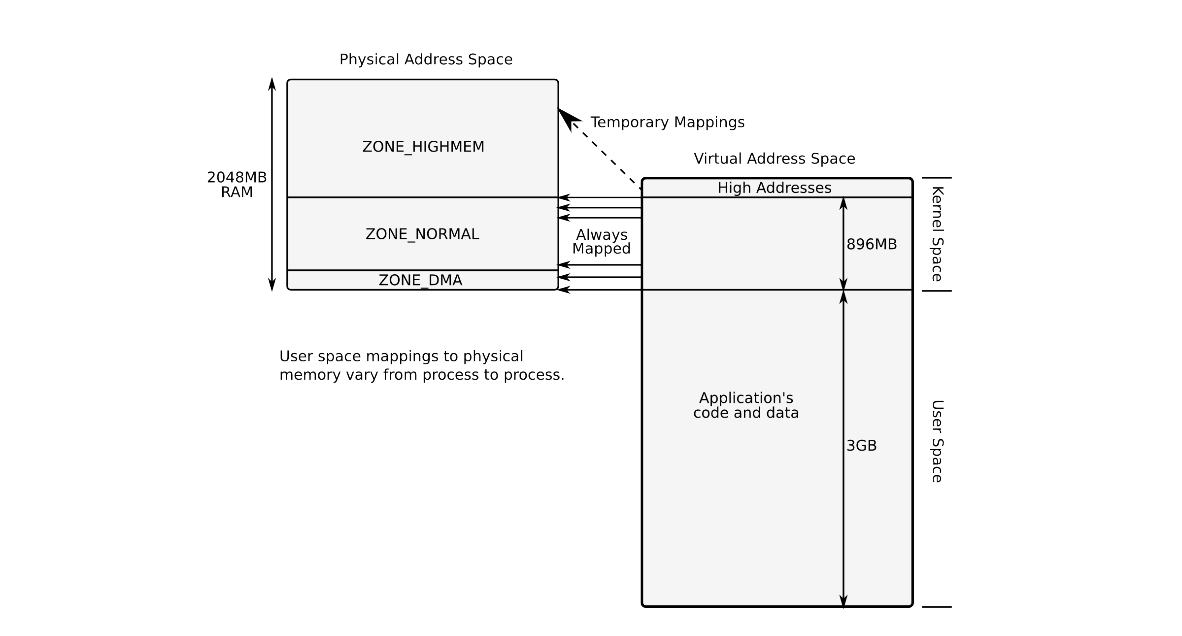 Physical Address Space
ZONE_HIGHMEM
Temporary Mappings
Virtual Address Space
2048MB
RAM
High Addresses
Kernel Space
ZONE_NORMAL
Always
Mapped
896MB
ZONE_DMA
User space mappings to physical
memory vary from process to process.
Application's
code and data
3GB
User Space